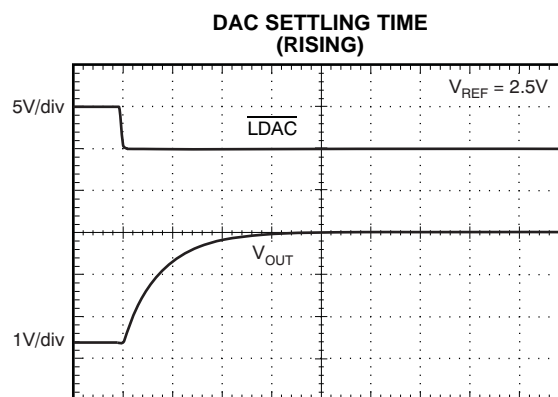 DAC SETTLING TIME
(RISING)
5V/div
V_REF = 2.5V
LDAC
V_OUT
1V/div